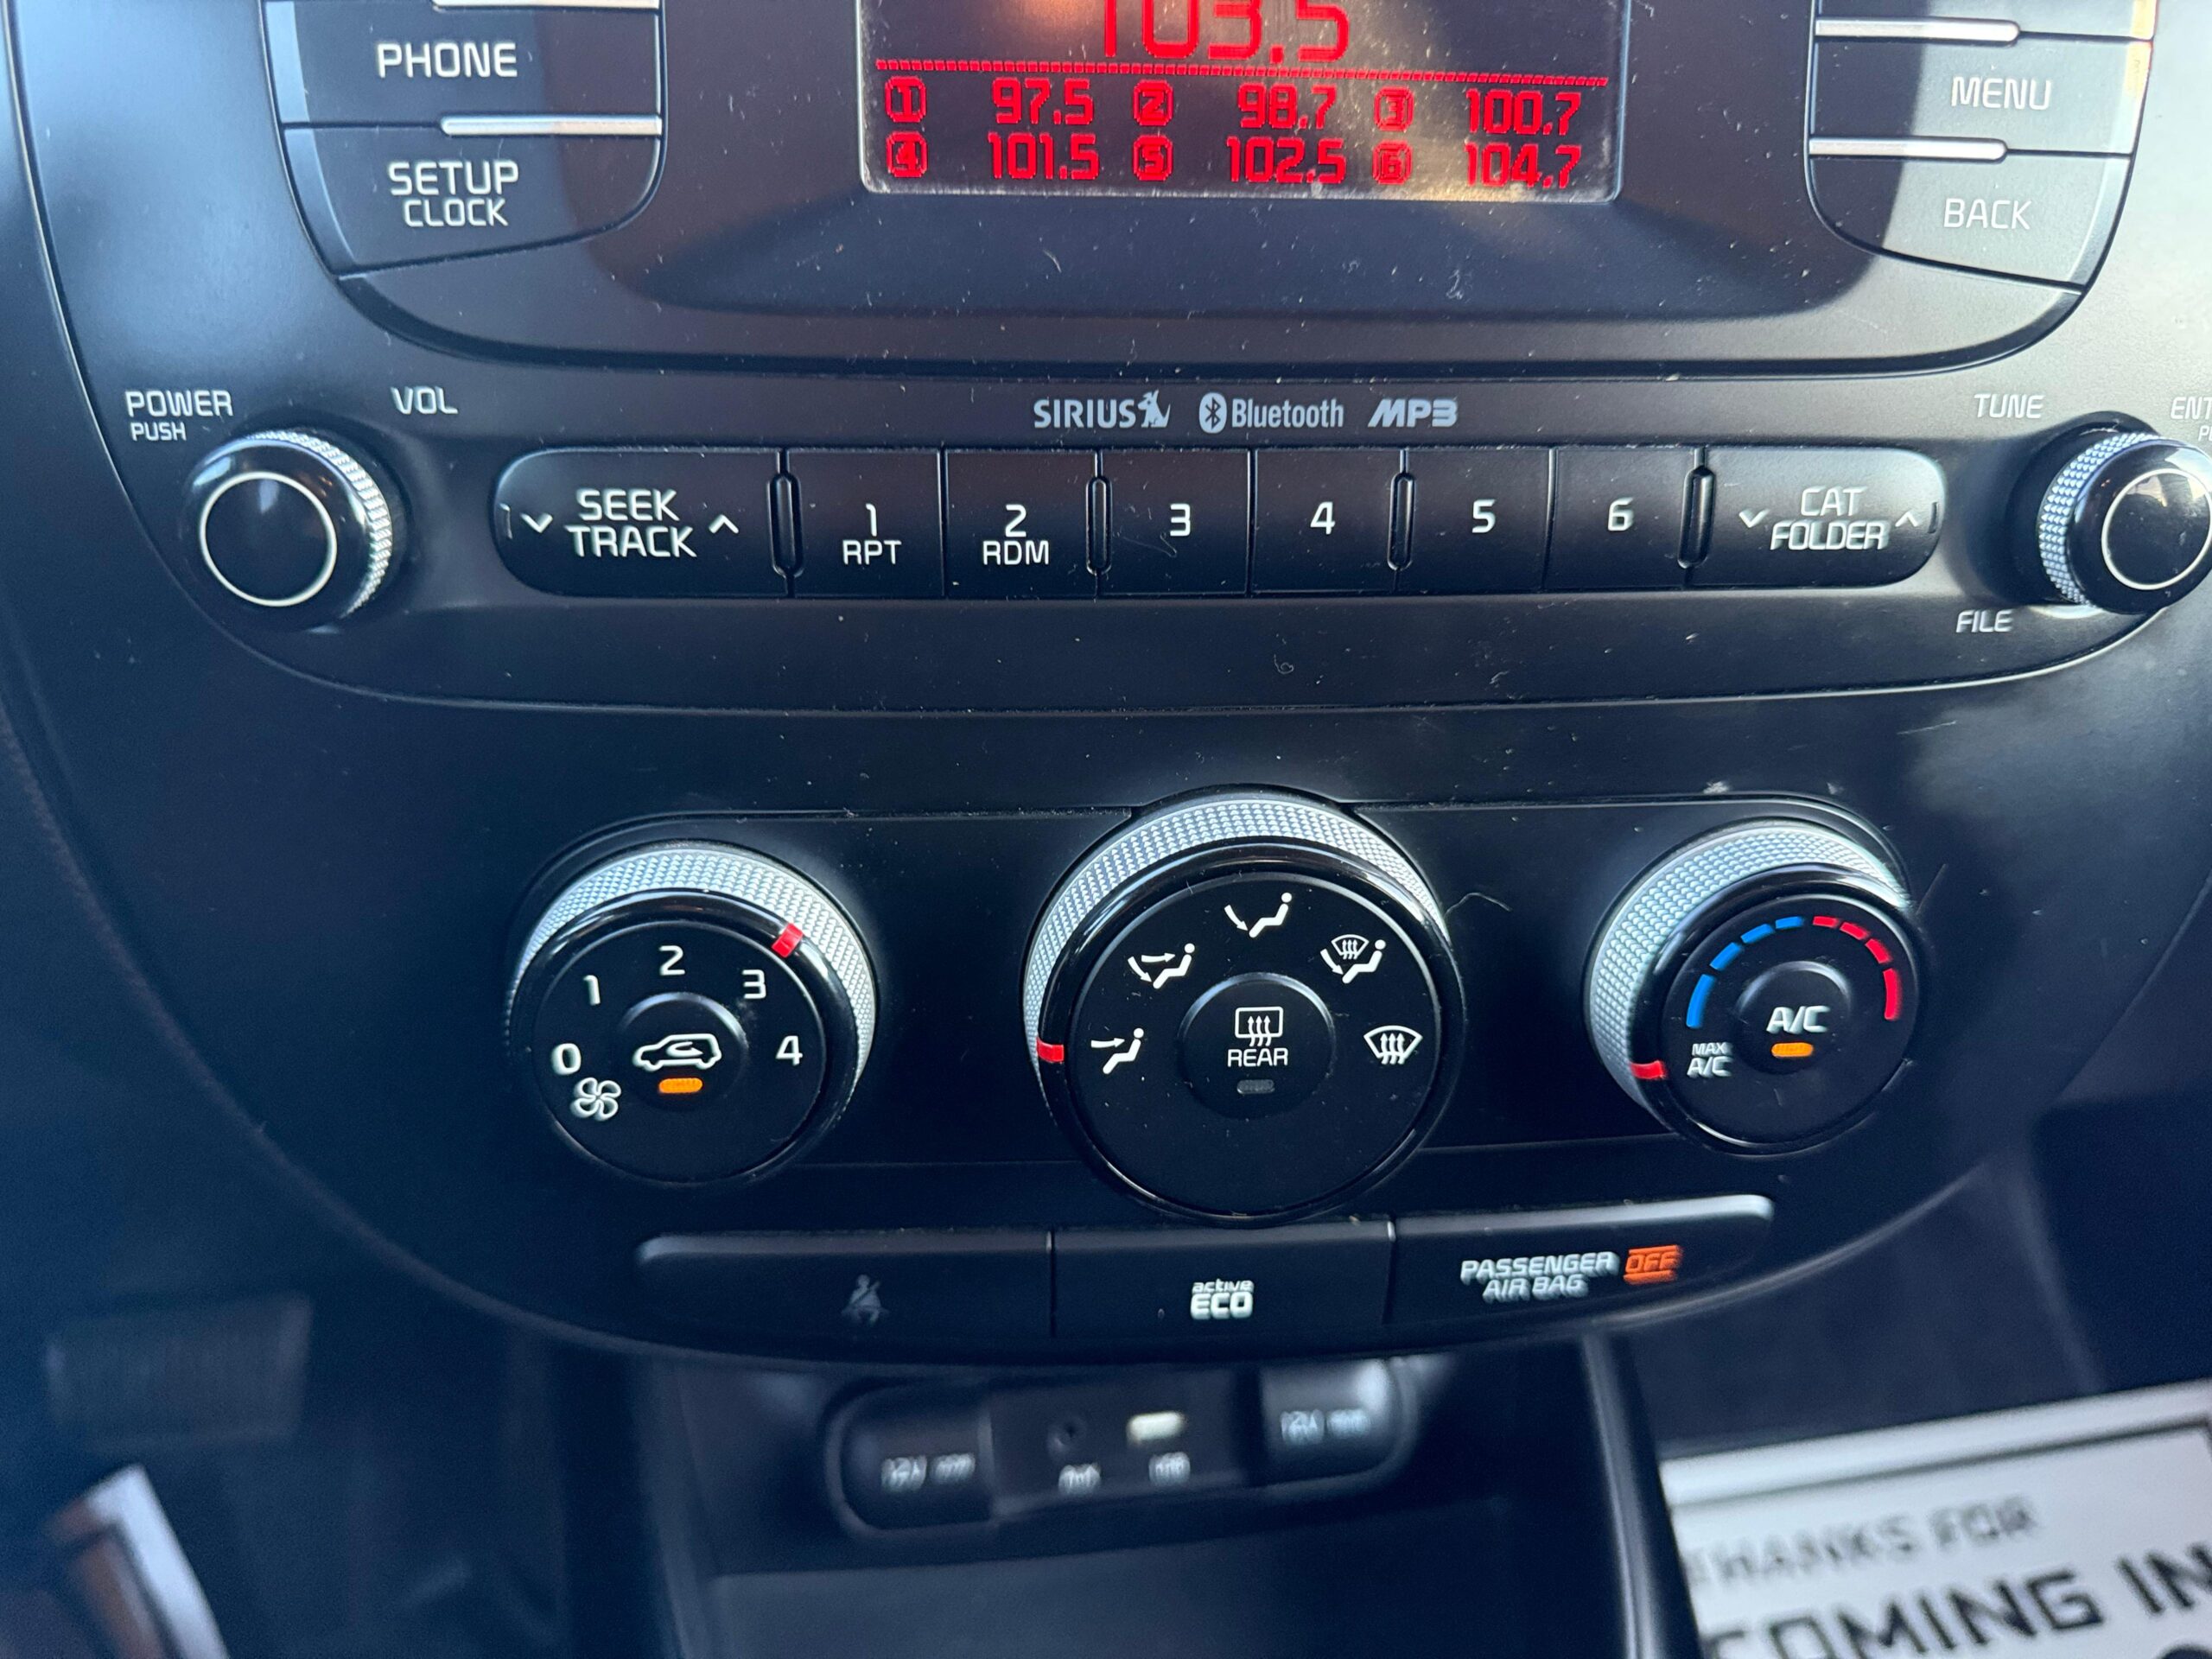 103.5
PHONE
1 97.5 2 98.7 3 100.7
4 101.5 5 102.5 6 104.7
MENU
SETUP
CLOCK
BACK
POWER
PUSH
VOL
SIRIUS Bluetooth MP3
TUNE
SEEK
TRACK
1
RPT
2
RDM
3
4
5
6
CAT
FOLDER
FILE
0
1
2
3
4
REAR
A/C
MAX
A/C
active
ECO
PASSENGER OFF
AIR BAG
THANKS FOR
COMING IN